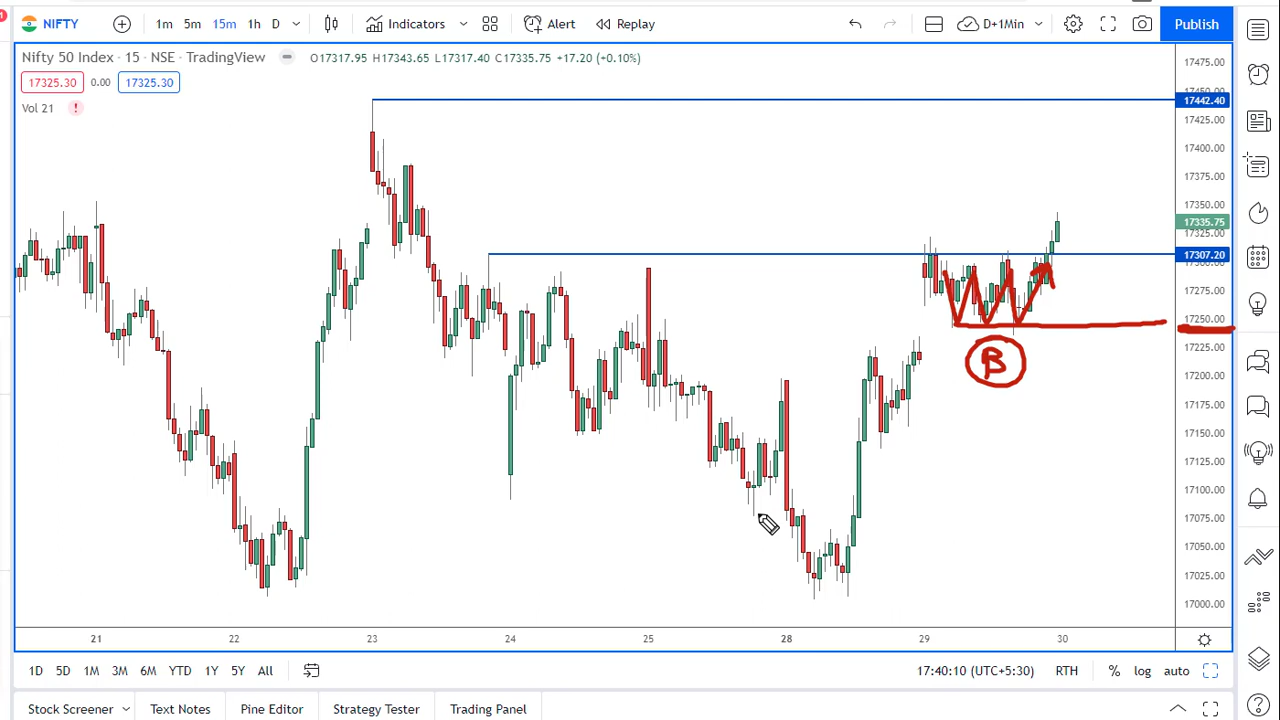 NIFTY 1m 5m 15m 1h D Indicators Alert Replay D+1Min Publish
Nifty 50 Index · 15 · NSE · TradingView O17317.95 H17343.65 L17317.40 C17335.75 +17.20 (+0.10%)
17325.30 0.00 17325.30
Vol 21 !
17475.00
17450.00
17442.40
17425.00
17400.00
17375.00
17350.00
17335.75
17325.00
17307.20
17300.00
17275.00
17250.00
17225.00
17200.00
17175.00
17150.00
17125.00
17100.00
17075.00
17050.00
17025.00
17000.00
B
21 22 23 24 25 28 29 30
1D 5D 1M 3M 6M YTD 1Y 5Y All 17:40:10 (UTC+5:30) RTH % log auto
Stock Screener Text Notes Pine Editor Strategy Tester Trading Panel